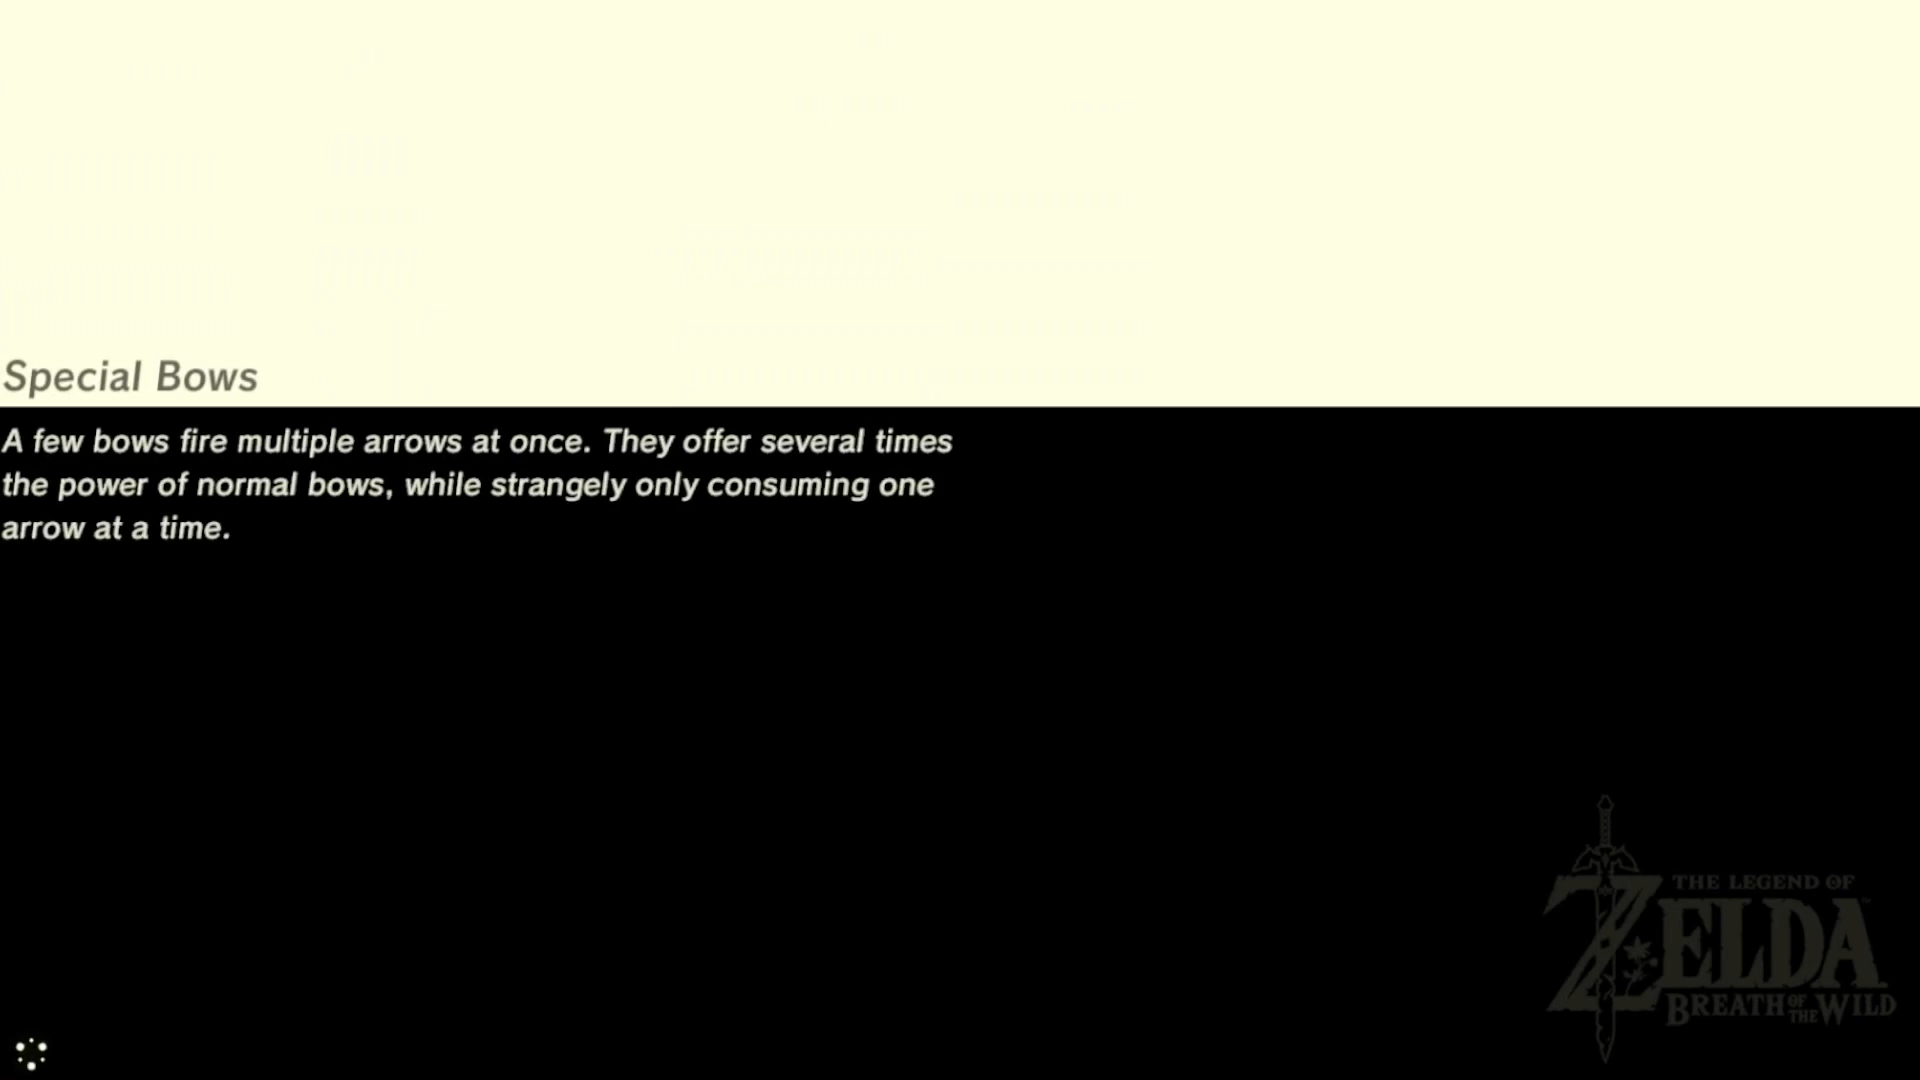 Special Bows
A few bows fire multiple arrows at once. They offer several times
the power of normal bows, while strangely only consuming one
arrow at a time.
THE LEGEND OF
ZELDA
BREATH OF THE WILD